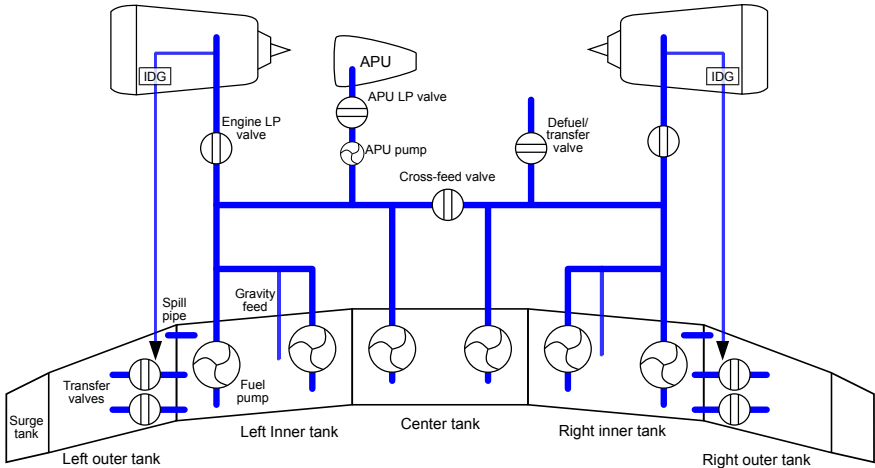 APU
IDG
IDG
APU LP valve
Engine LP
valve
Defuel/
transfer
valve
APU pump
Cross-feed valve
Gravity
feed
Spill
pipe
Transfer
valves
Fuel
pump
Surge
tank
Left Inner tank
Center tank
Right inner tank
Left outer tank
Right outer tank